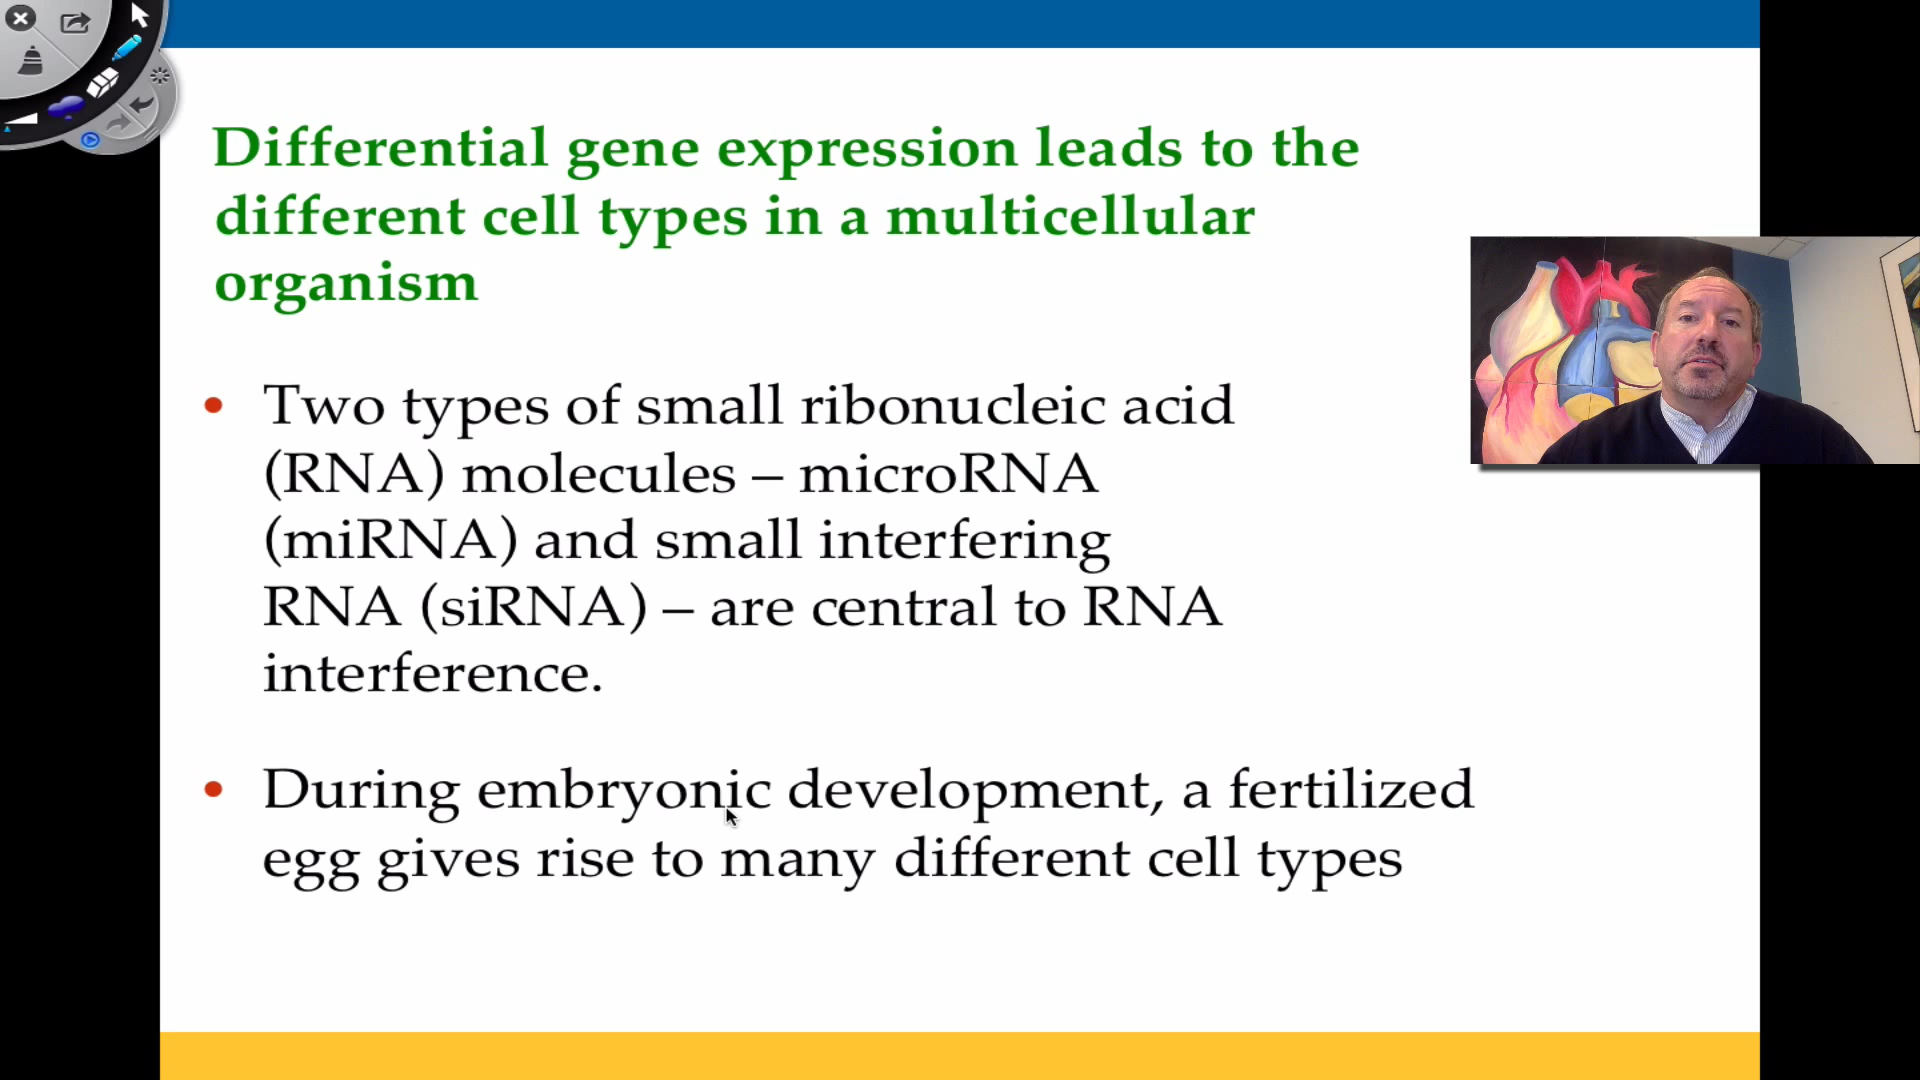 Differential gene expression leads to the
different cell types in a multicellular
organism
• Two types of small ribonucleic acid
(RNA) molecules – microRNA
(miRNA) and small interfering
RNA (siRNA) – are central to RNA
interference.
• During embryonic development, a fertilized
egg gives rise to many different cell types